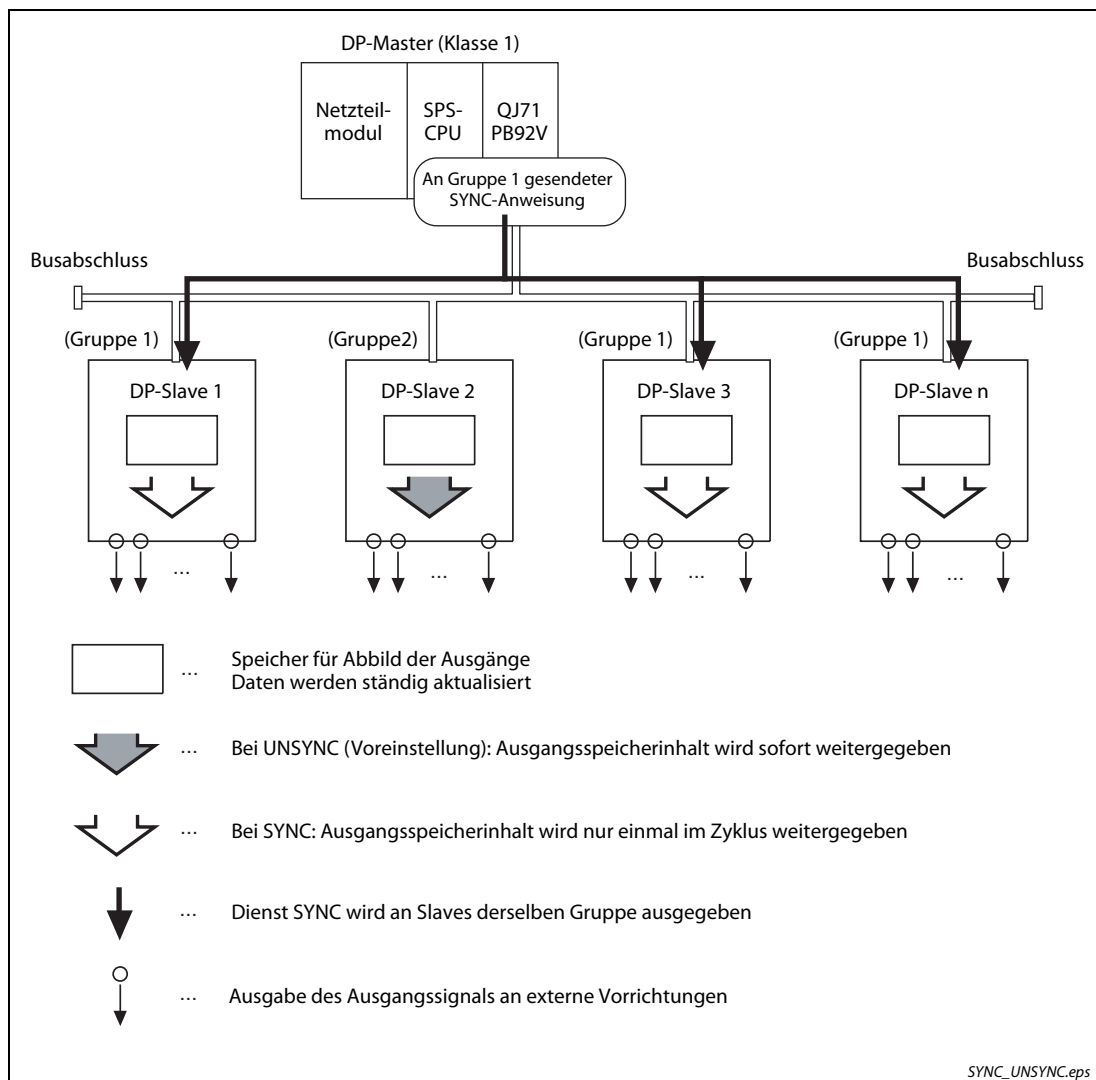 DP-Master (Klasse 1)
Netzteil-
modul
SPS-
CPU
QJ71
PB92V
An Gruppe 1 gesendeter
SYNC-Anweisung
Busabschluss
Busabschluss
(Gruppe 1)
(Gruppe2)
(Gruppe 1)
(Gruppe 1)
DP-Slave 1
DP-Slave 2
DP-Slave 3
DP-Slave n
...
...
...
...
... Speicher für Abbild der Ausgänge
Daten werden ständig aktualisiert
... Bei UNSYNC (Voreinstellung): Ausgangsspeicherinhalt wird sofort weitergegeben
... Bei SYNC: Ausgangsspeicherinhalt wird nur einmal im Zyklus weitergegeben
... Dienst SYNC wird an Slaves derselben Gruppe ausgegeben
... Ausgabe des Ausgangssignals an externe Vorrichtungen
SYNC_UNSYNC.eps